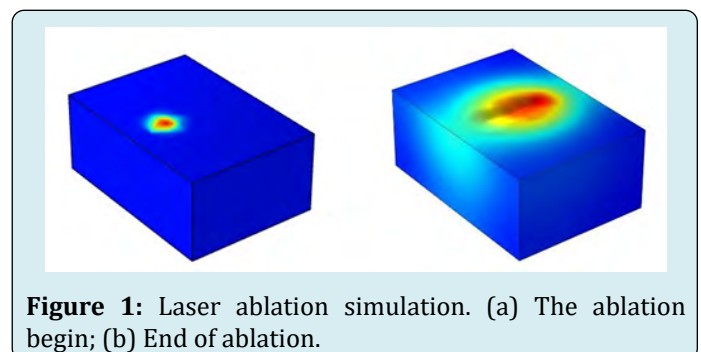 Figure 1: Laser ablation simulation. (a) The ablation
begin; (b) End of ablation.